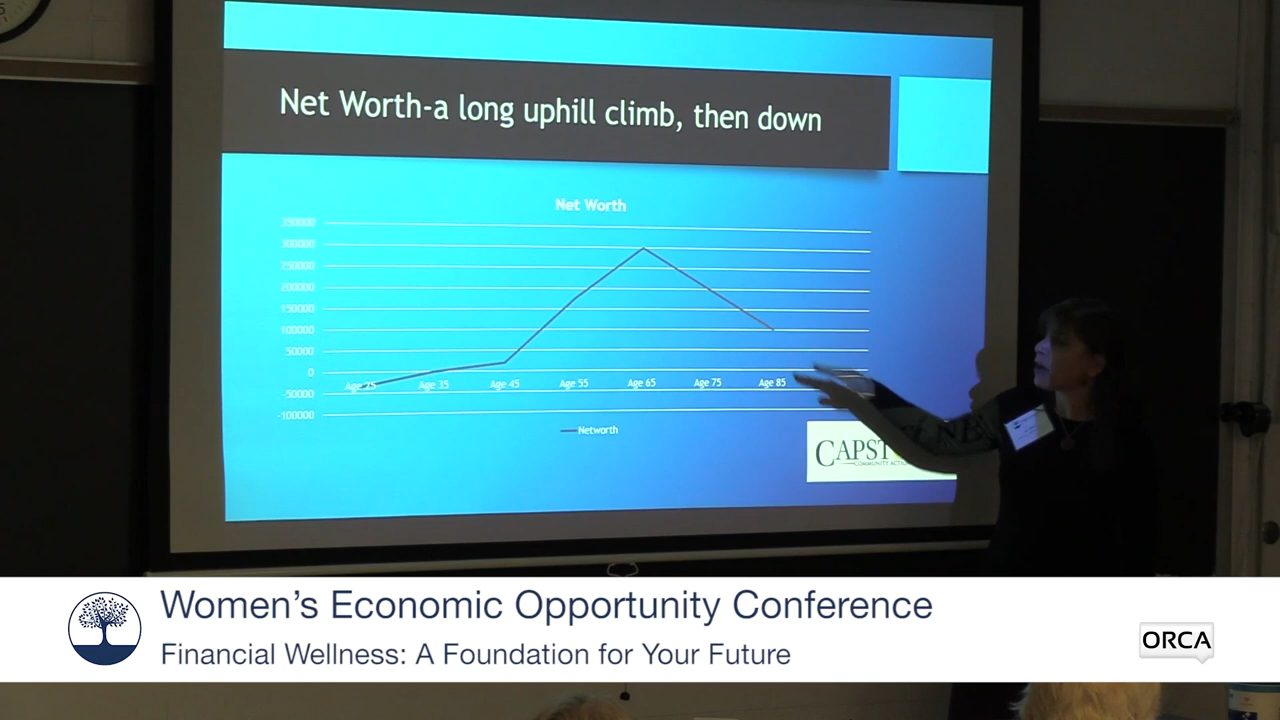 Net Worth-a long uphill climb, then down
Net Worth
350000
300000
250000
200000
150000
100000
50000
0
-50000
-100000
Age 25
Age 35
Age 45
Age 55
Age 65
Age 75
Age 85
Networth
CAPST
COMMUNITY ACTIO
Women's Economic Opportunity Conference
Financial Wellness: A Foundation for Your Future
ORCA